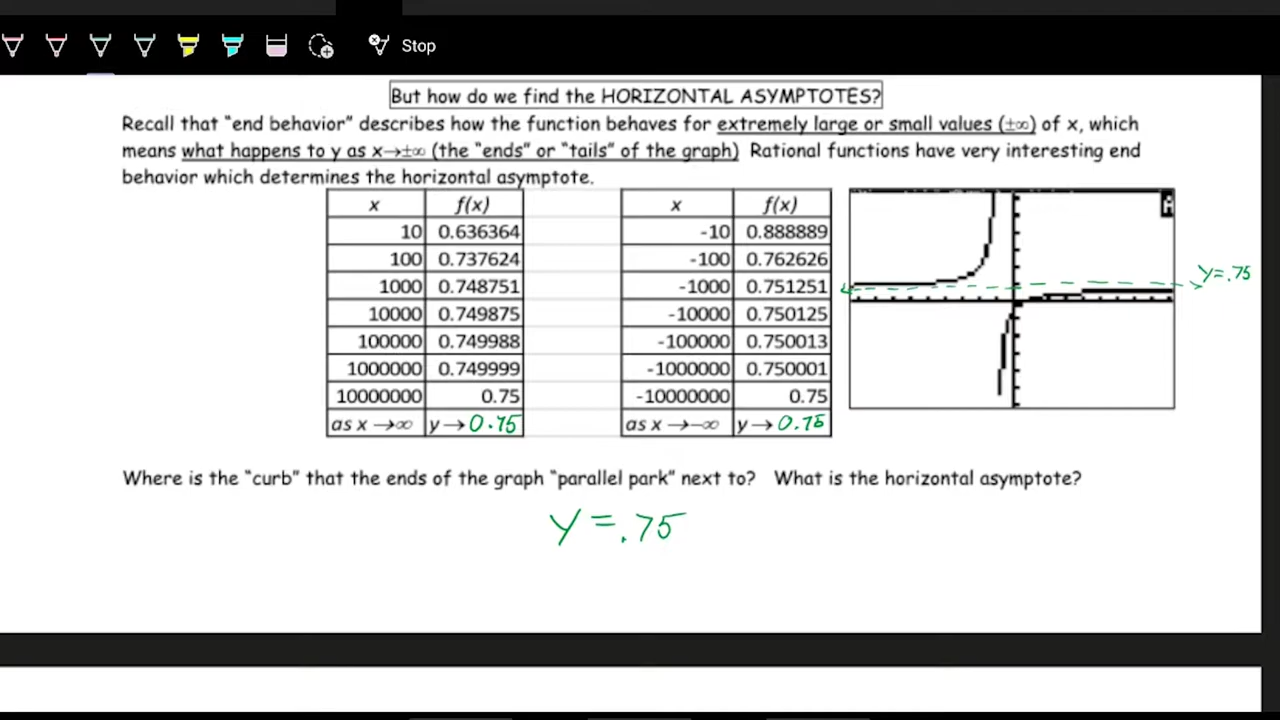 Stop
But how do we find the HORIZONTAL ASYMPTOTES?
Recall that "end behavior" describes how the function behaves for extremely large or small values (±∞) of x, which
means what happens to y as x→±∞ (the "ends" or "tails" of the graph) Rational functions have very interesting end
behavior which determines the horizontal asymptote.
x f(x) x f(x)
10 0.636364 -10 0.888889
100 0.737624 -100 0.762626
1000 0.748751 -1000 0.751251
10000 0.749875 -10000 0.750125
100000 0.749988 -100000 0.750013
1000000 0.749999 -1000000 0.750001
10000000 0.75 -10000000 0.75
as x →∞ y→ 0.75 as x →-∞ y→ 0.75
y=.75
Where is the "curb" that the ends of the graph "parallel park" next to? What is the horizontal asymptote?
y = .75